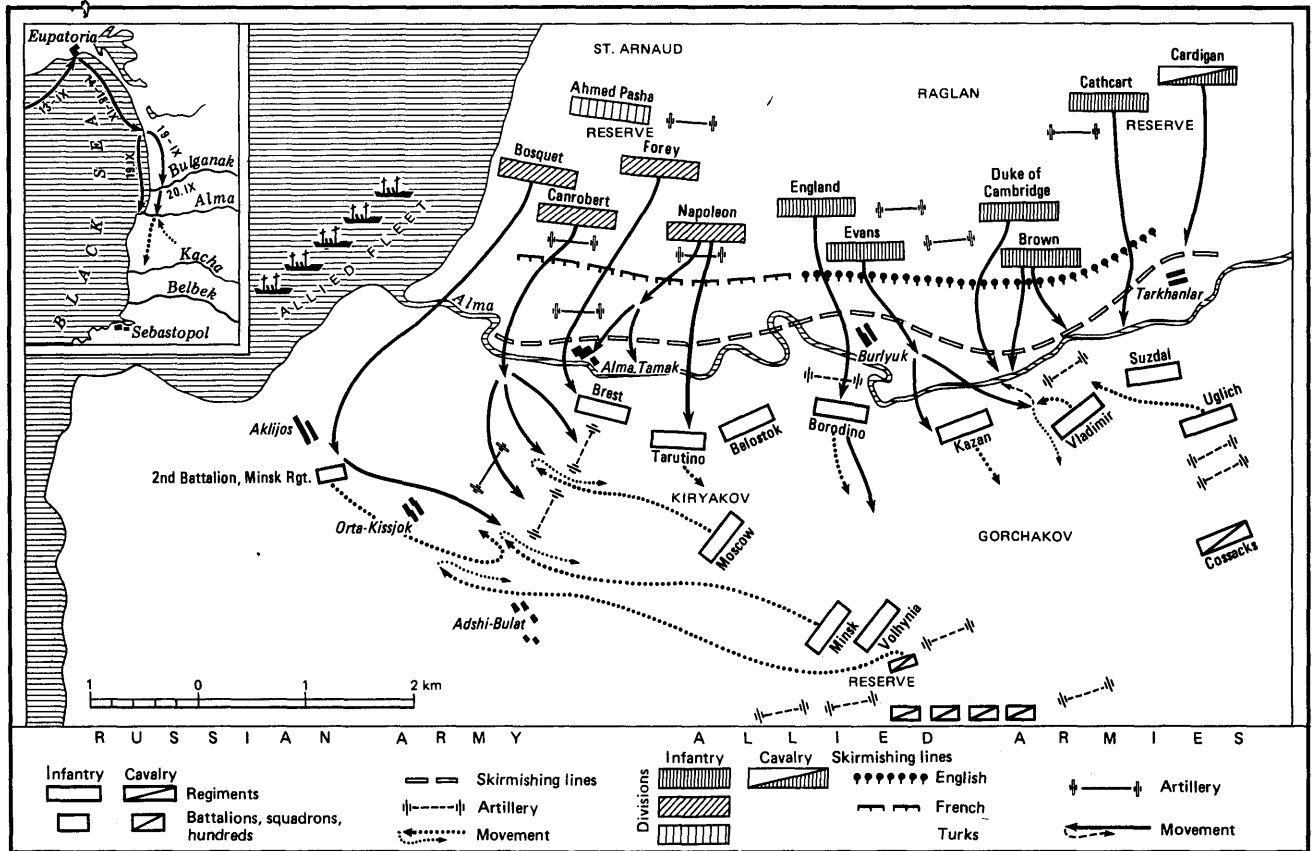 Eupatoria
13-IX
14-18-IX
19-IX
19.IX
20.IX
Bulganak
Alma
Kacha
Belbek
Sebastopol
BLACK SEA
ALLIED FLEET
ST. ARNAUD
Ahmed Pasha
RESERVE
RAGLAN
Cardigan
Cathcart
RESERVE
Bosquet
Forey
Canrobert
Napoleon
England
Evans
Duke of
Cambridge
Brown
Tarkhanlar
Alma
Alma.Tamak
Burlyuk
Suzdal
Brest
Uglich
Vladimir
Aklijos
Tarutino
Belostok
Borodino
Kazan
2nd Battalion, Minsk Rgt.
KIRYAKOV
Orta-Kissjok
Moscow
GORCHAKOV
Cossacks
Adshi-Bulat
Minsk
Volhynia
RESERVE
1 0 1 2 km
RUSSIAN ARMY
ALLIED ARMIES
Infantry Cavalry
Regiments
Battalions, squadrons,
hundreds
Skirmishing lines
Artillery
Movement
Divisions
Infantry Cavalry Skirmishing lines
English
French
Turks
Artillery
Movement